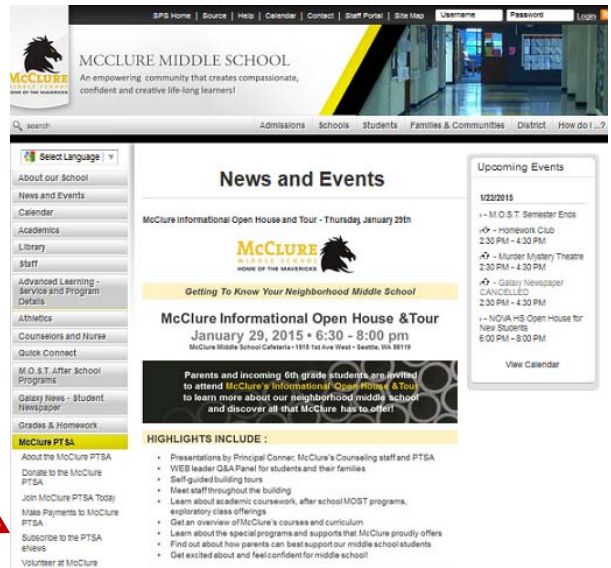 SPS Home | Source | Help | Calendar | Contact | Staff Portal | Site Map Username Password Login
MCCLURE MIDDLE SCHOOL
An empowering community that creates compassionate,
confident and creative life-long learners!
McCLURE
MIDDLE SCHOOL
HOME OF THE MAVERICKS
search
Admissions Schools Students Families & Communities District How do I ...?
Select Language
About our School
News and Events
Calendar
Academics
Library
Staff
Advanced Learning -
Service and Program
Details
Athletics
Counselors and Nurse
Quick Connect
M.O.S.T. After School
Programs
Galaxy News - Student
Newspaper
Grades & Homework
McClure PTSA
About the McClure PTSA
Donate to the McClure
PTSA
Join McClure PTSA Today
Make Payments to McClure
PTSA
Subscribe to the PTSA
eNews
Volunteer at McClure
News and Events
McClure Informational Open House and Tour - Thursday, January 29th
McCLURE
MIDDLE SCHOOL
HOME OF THE MAVERICKS
Getting To Know Your Neighborhood Middle School
McClure Informational Open House &Tour
January 29, 2015 • 6:30 - 8:00 pm
McClure Middle School Cafeteria • 1915 1st Ave West • Seattle, WA 98119
Parents and incoming 6th grade students are invited
to attend McClure's Informational Open House &Tour
to learn more about our neighborhood middle school
and discover all that McClure has to offer!
HIGHLIGHTS INCLUDE :
• Presentations by Principal Conner, McClure's Counseling staff and PTSA
• WEB leader Q&A Panel for students and their families
• Self-guided building tours
• Meet staff throughout the building
• Learn about academic coursework, after school MOST programs,
exploratory class offerings
• Get an overview of McClure's courses and curriculum
• Learn about the special programs and supports that McClure proudly offers
• Find out about how parents can best support our middle school students
• Get excited about and feel confident for middle school!
Upcoming Events
1/22/2015
- M.O.S.T. Semester Ends
- Homework Club
2:30 PM - 4:30 PM
- Murder Mystery Theatre
2:30 PM - 4:30 PM
- Galaxy Newspaper
CANCELLED
2:30 PM - 4:30 PM
- NOVA HS Open House for
New Students
6:00 PM - 8:00 PM
View Calendar